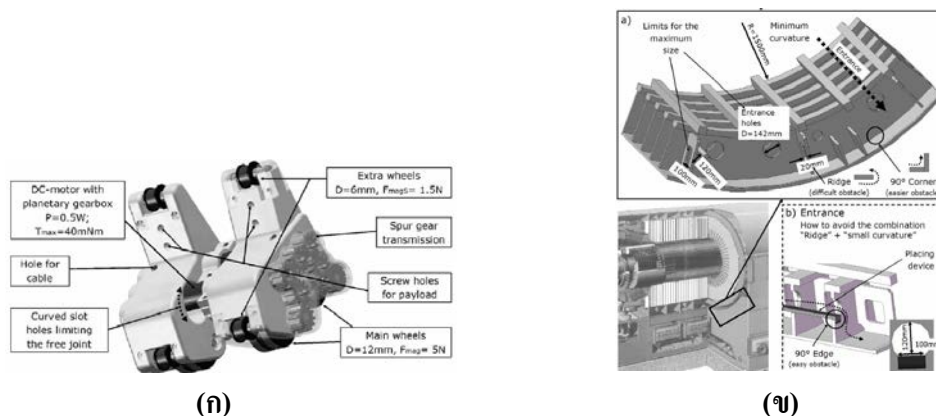 DC-motor with
planetary gearbox
P=0.5W;
Tmax=40mNm
Hole for
cable
Curved slot
holes limiting
the free joint
Extra wheels
D=6mm, FmagS= 1.5N
Spur gear
transmission
Screw holes
for payload
Main wheels
D=12mm, Fmag= 5N
(ก)
a)
Limits for the
maximum
size
R=1500mm
Minimum
curvature
Entrance
Entrance
holes
D=142mm
100mm
120mm
20mm
Ridge
(difficult obstacle)
90° Corner
(easier obstacle)
b) Entrance
How to avoid the combination
"Ridge" + "small curvature"
Placing
device
90° Edge
(easy obstacle)
120mm
100mm
(ข)